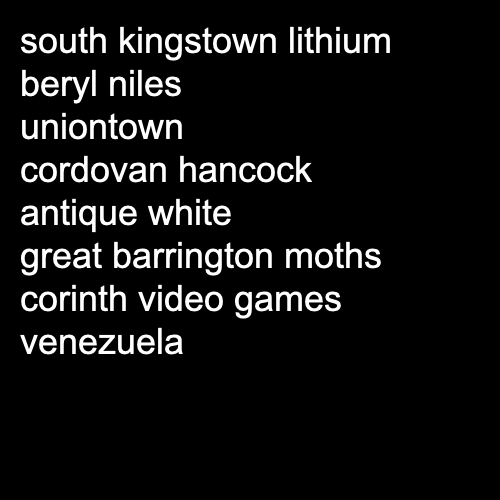 south kingstown lithium
beryl niles
uniontown
cordovan hancock
antique white
great barrington moths
corinth video games
venezuela